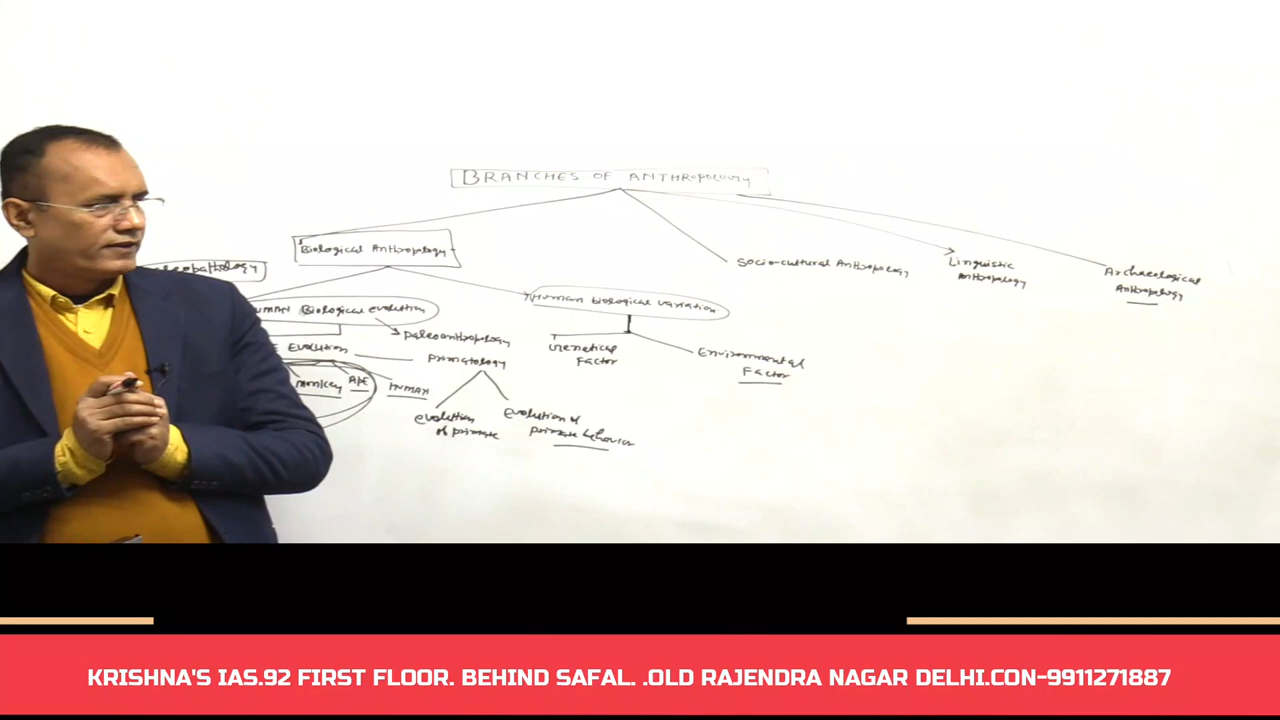 BRANCHES OF ANTHROPOLOGY
Biological Anthropology
Socio-cultural Anthropology
Linguistic
Anthropology
Archaeological
Anthropology
Human biological variation
Biological evolution
Paleoanthropology
Genetical
Factor
Environmental
Factor
Evolution
Primatology
monkey
APE
HUMAN
evolution
of primate
Evolution of
primate behavior
KRISHNA'S IAS.92 FIRST FLOOR. BEHIND SAFAL. .OLD RAJENDRA NAGAR DELHI.CON-9911271887